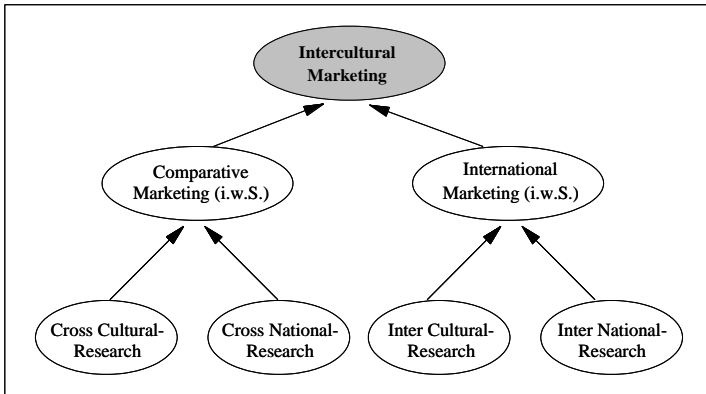 Intercultural
Marketing
Comparative
Marketing (i.w.S.)
International
Marketing (i.w.S.)
Cross Cultural-
Research
Cross National-
Research
Inter Cultural-
Research
Inter National-
Research